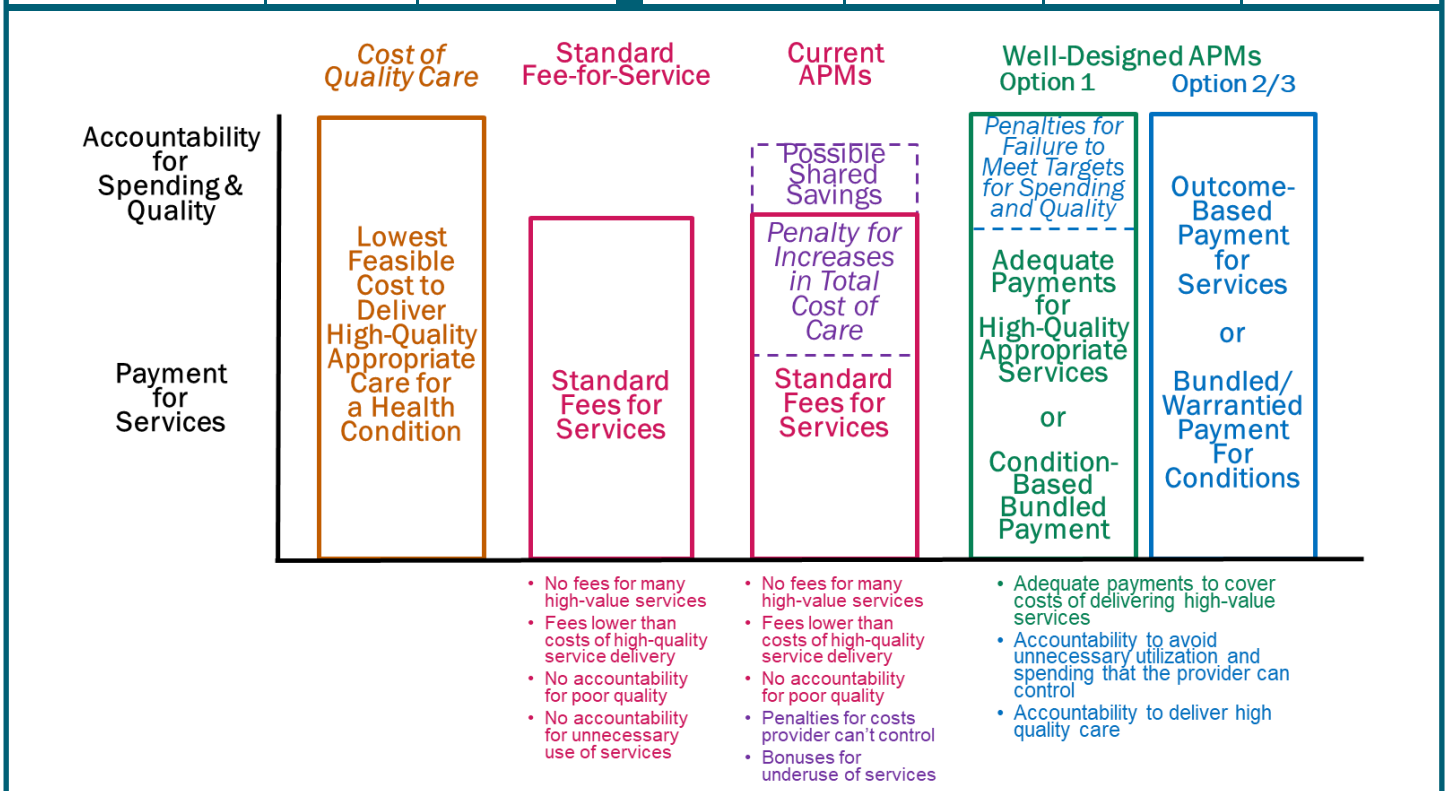 Cost of
Quality Care
Standard
Fee-for-Service
Current
APMs
Well-Designed APMs
Option 1
Option 2/3
Accountability
for
Spending &
Quality
Payment
for
Services
Lowest
Feasible
Cost to
Deliver
High-Quality
Appropriate
Care for
a Health
Condition
Standard
Fees for
Services
Possible
Shared
Savings
Penalty for
Increases
in Total
Cost of
Care
Standard
Fees for
Services
Penalties for
Failure to
Meet Targets
for Spending
and Quality
Adequate
Payments
for
High-Quality
Appropriate
Services
or
Condition-
Based
Bundled
Payment
Outcome-
Based
Payment
for
Services
or
Bundled/
Warrantied
Payment
For
Conditions
• No fees for many
high-value services
• Fees lower than
costs of high-quality
service delivery
• No accountability
for poor quality
• No accountability
for unnecessary
use of services
• No fees for many
high-value services
• Fees lower than
costs of high-quality
service delivery
• No accountability
for poor quality
• Penalties for costs
provider can't control
• Bonuses for
underuse of services
• Adequate payments to cover
costs of delivering high-value
services
• Accountability to avoid
unnecessary utilization and
spending that the provider can
control
• Accountability to deliver high
quality care